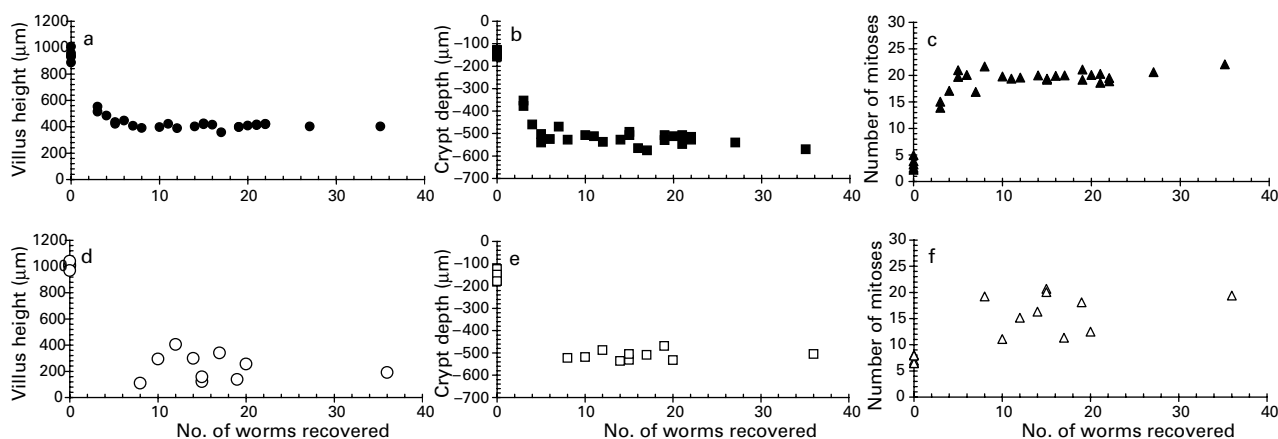 Villus height (μm)
1200
1000
800
600
400
200
0
0 10 20 30 40
a
Crypt depth (μm)
0
−100
−200
−300
−400
−500
−600
−700
0 10 20 30 40
b
Number of mitoses
30
25
20
15
10
5
0
0 10 20 30 40
c
Villus height (μm)
1200
1000
800
600
400
200
0
0 10 20 30 40
d
No. of worms recovered
Crypt depth (μm)
0
−100
−200
−300
−400
−500
−600
−700
0 10 20 30 40
e
No. of worms recovered
Number of mitoses
30
25
20
15
10
5
0
0 10 20 30 40
f
No. of worms recovered